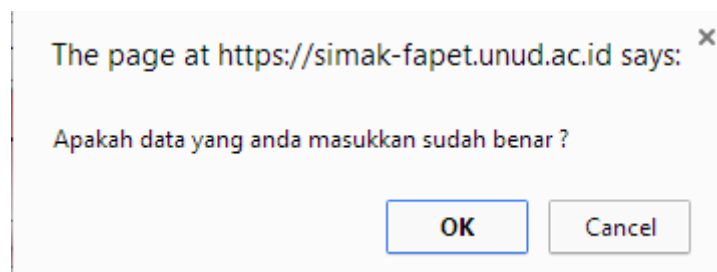 The page at https://simak-fapet.unud.ac.id says:
Apakah data yang anda masukkan sudah benar ?
OK Cancel